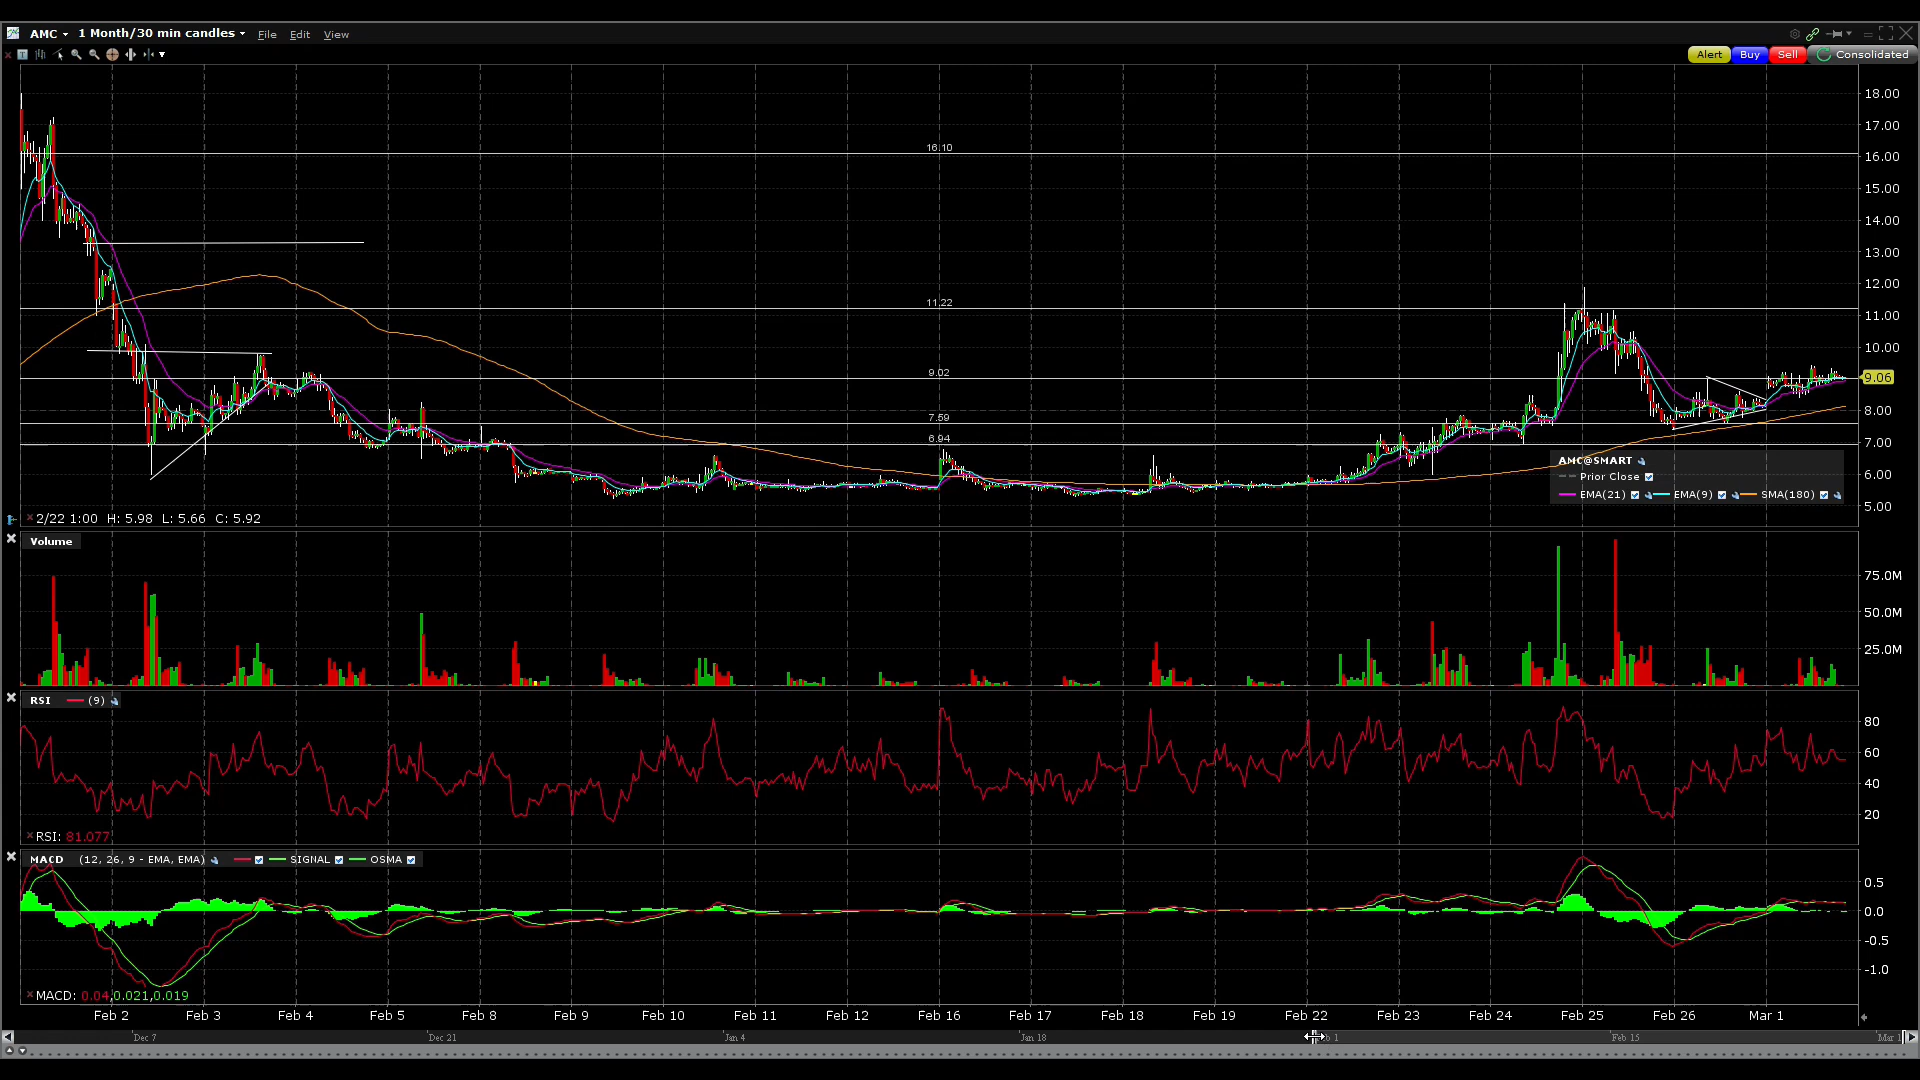 AMC 1 Month/30 min candles File Edit View
Alert Buy Sell Consolidated
18.00
17.00
16.10
16.00
15.00
14.00
13.00
12.00
11.22
11.00
10.00
9.02
9.06
8.00
7.59
7.00
6.94
AMC@SMART
6.00
Prior Close
EMA(21) EMA(9) SMA(180)
5.00
2/22 1:00 H: 5.98 L: 5.66 C: 5.92
Volume
75.0M
50.0M
25.0M
RSI (9)
80
60
40
20
RSI: 81.077
MACD (12, 26, 9 - EMA, EMA) SIGNAL OSMA
0.5
0.0
-0.5
-1.0
MACD: 0.04,0.021,0.019
Feb 2 Feb 3 Feb 4 Feb 5 Feb 8 Feb 9 Feb 10 Feb 11 Feb 12 Feb 16 Feb 17 Feb 18 Feb 19 Feb 22 Feb 23 Feb 24 Feb 25 Feb 26 Mar 1
Dec 7 Dec 21 Jan 4 Jan 18 Feb 15 Mar 1